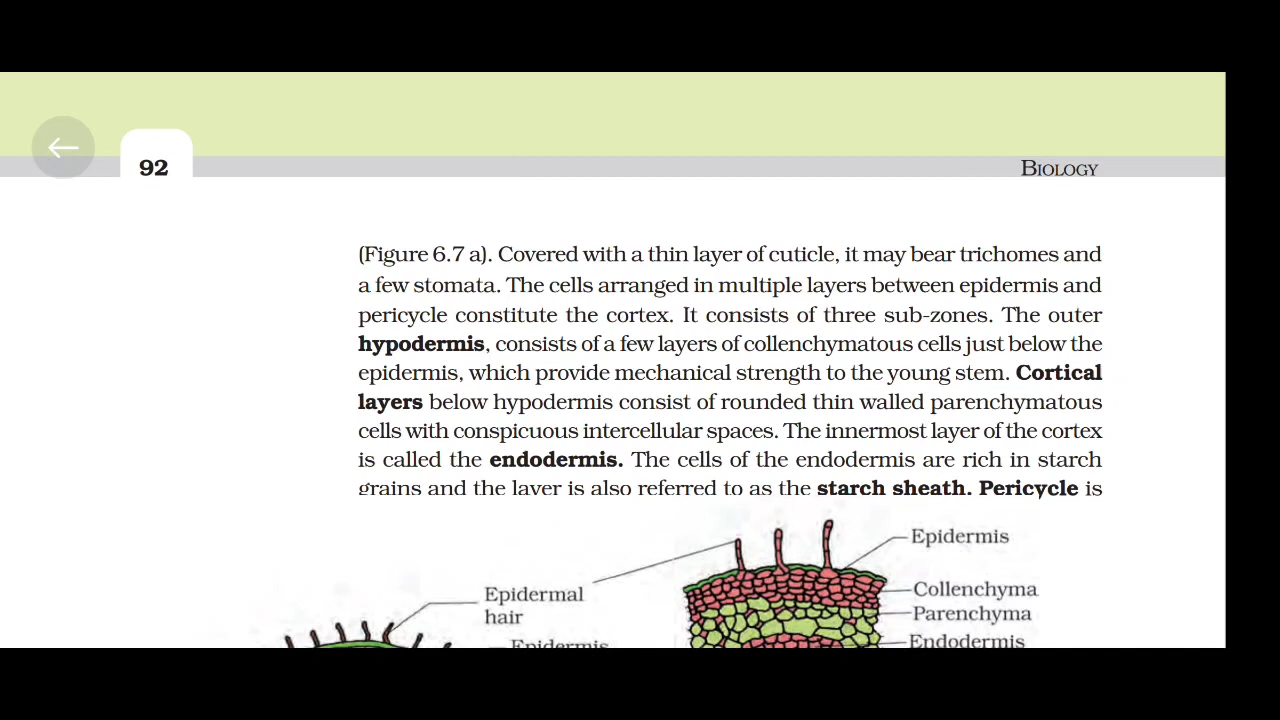 92
BIOLOGY
(Figure 6.7 a). Covered with a thin layer of cuticle, it may bear trichomes and
a few stomata. The cells arranged in multiple layers between epidermis and
pericycle constitute the cortex. It consists of three sub-zones. The outer
hypodermis, consists of a few layers of collenchymatous cells just below the
epidermis, which provide mechanical strength to the young stem. Cortical
layers below hypodermis consist of rounded thin walled parenchymatous
cells with conspicuous intercellular spaces. The innermost layer of the cortex
is called the endodermis. The cells of the endodermis are rich in starch
grains and the layer is also referred to as the starch sheath. Pericycle is
Epidermis
Epidermal
hair
Collenchyma
Parenchyma
Endodermis
Epidermis